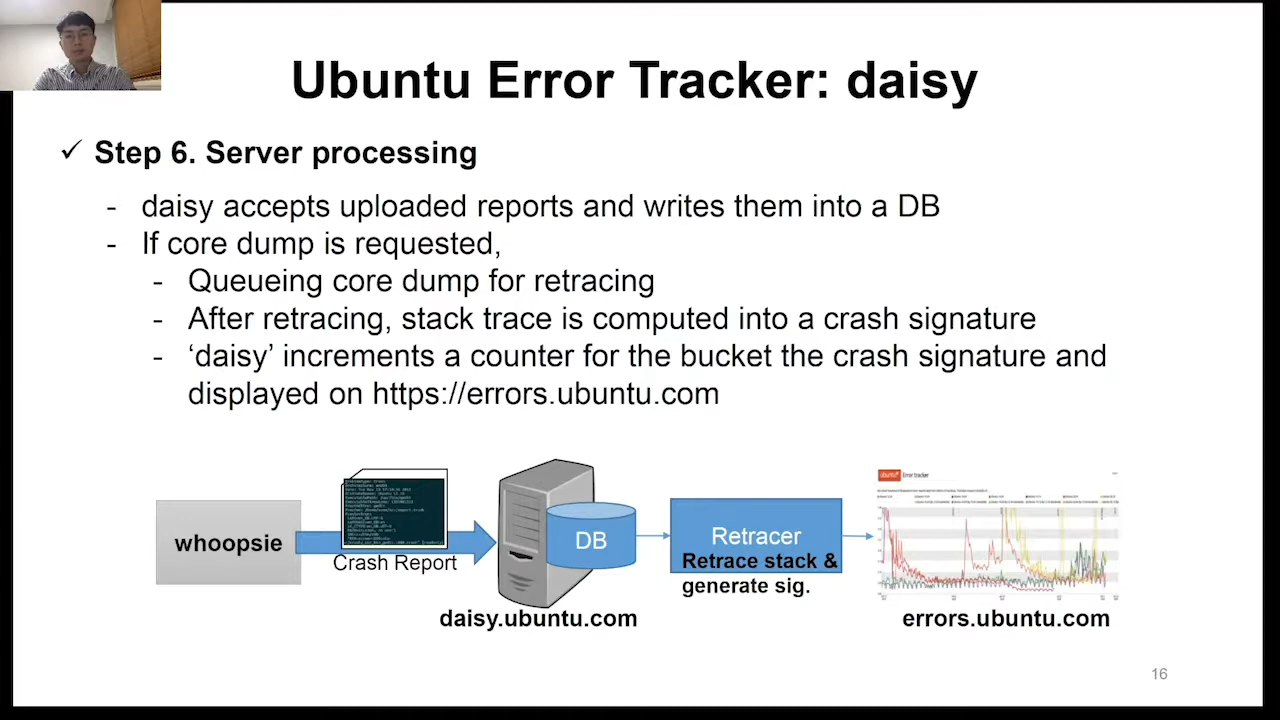 Ubuntu Error Tracker: daisy
✓ Step 6. Server processing
- daisy accepts uploaded reports and writes them into a DB
- If core dump is requested,
- Queueing core dump for retracing
- After retracing, stack trace is computed into a crash signature
- ‘daisy’ increments a counter for the bucket the crash signature and
displayed on https://errors.ubuntu.com
whoopsie
Crash Report
DB
daisy.ubuntu.com
Retracer
Retrace stack &
generate sig.
ubuntu Error tracker
errors.ubuntu.com
16